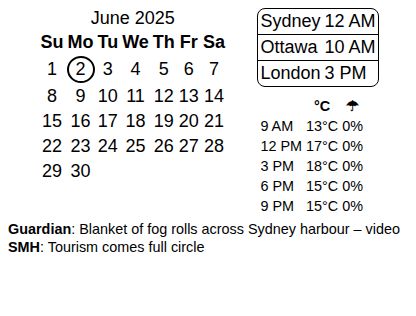 June 2025
Su Mo Tu We Th Fr Sa
1 2 3 4 5 6 7
8 9 10 11 12 13 14
15 16 17 18 19 20 21
22 23 24 25 26 27 28
29 30
Sydney 12 AM
Ottawa 10 AM
London 3 PM
°C ☂
9 AM 13°C 0%
12 PM 17°C 0%
3 PM 18°C 0%
6 PM 15°C 0%
9 PM 15°C 0%
Guardian: Blanket of fog rolls across Sydney harbour – video
SMH: Tourism comes full circle